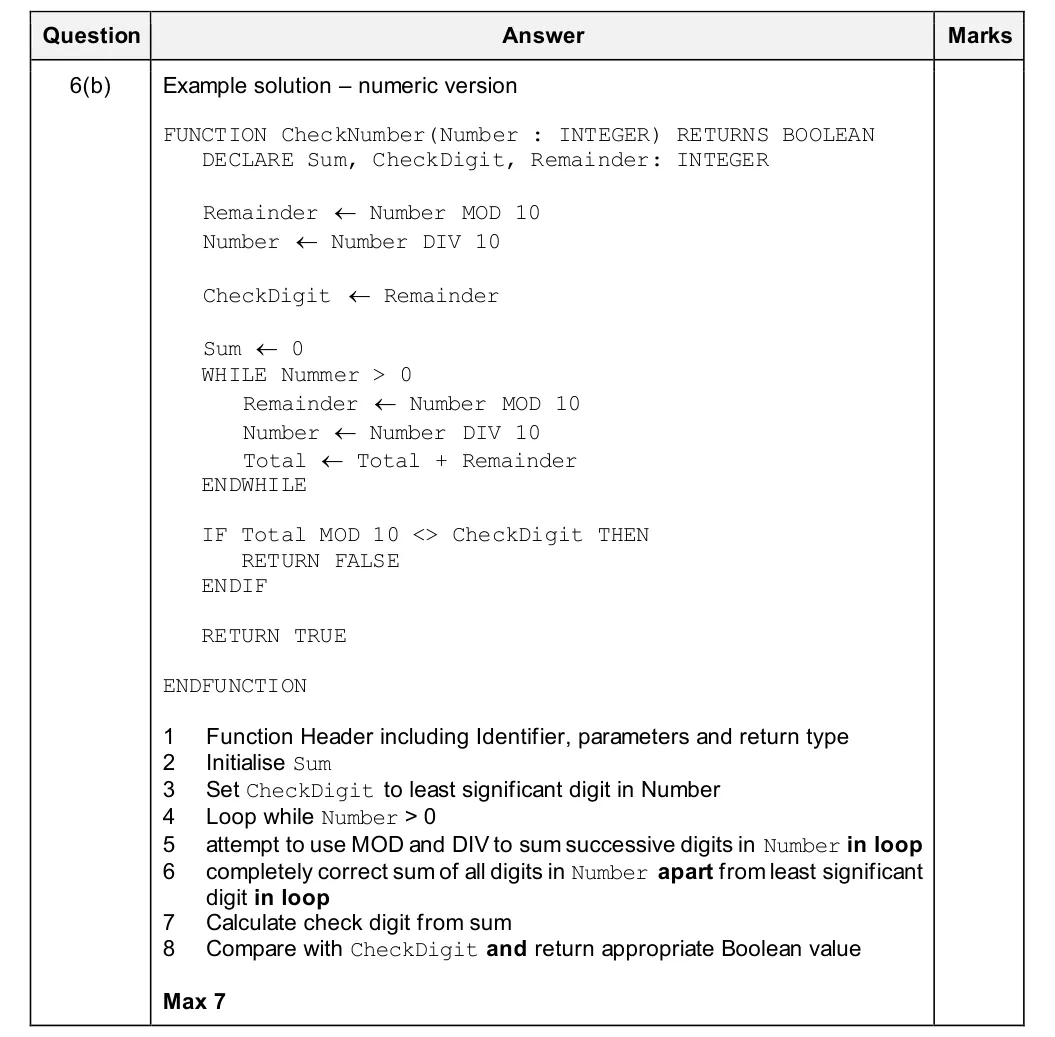 Question Answer Marks
6(b) Example solution – numeric version
FUNCTION CheckNumber(Number : INTEGER) RETURNS BOOLEAN
DECLARE Sum, CheckDigit, Remainder: INTEGER
Remainder ← Number MOD 10
Number ← Number DIV 10
CheckDigit ← Remainder
Sum ← 0
WHILE Nummer > 0
Remainder ← Number MOD 10
Number ← Number DIV 10
Total ← Total + Remainder
ENDWHILE
IF Total MOD 10 <> CheckDigit THEN
RETURN FALSE
ENDIF
RETURN TRUE
ENDFUNCTION
1 Function Header including Identifier, parameters and return type
2 Initialise Sum
3 Set CheckDigit to least significant digit in Number
4 Loop while Number > 0
5 attempt to use MOD and DIV to sum successive digits in Number in loop
6 completely correct sum of all digits in Number apart from least significant
digit in loop
7 Calculate check digit from sum
8 Compare with CheckDigit and return appropriate Boolean value
Max 7